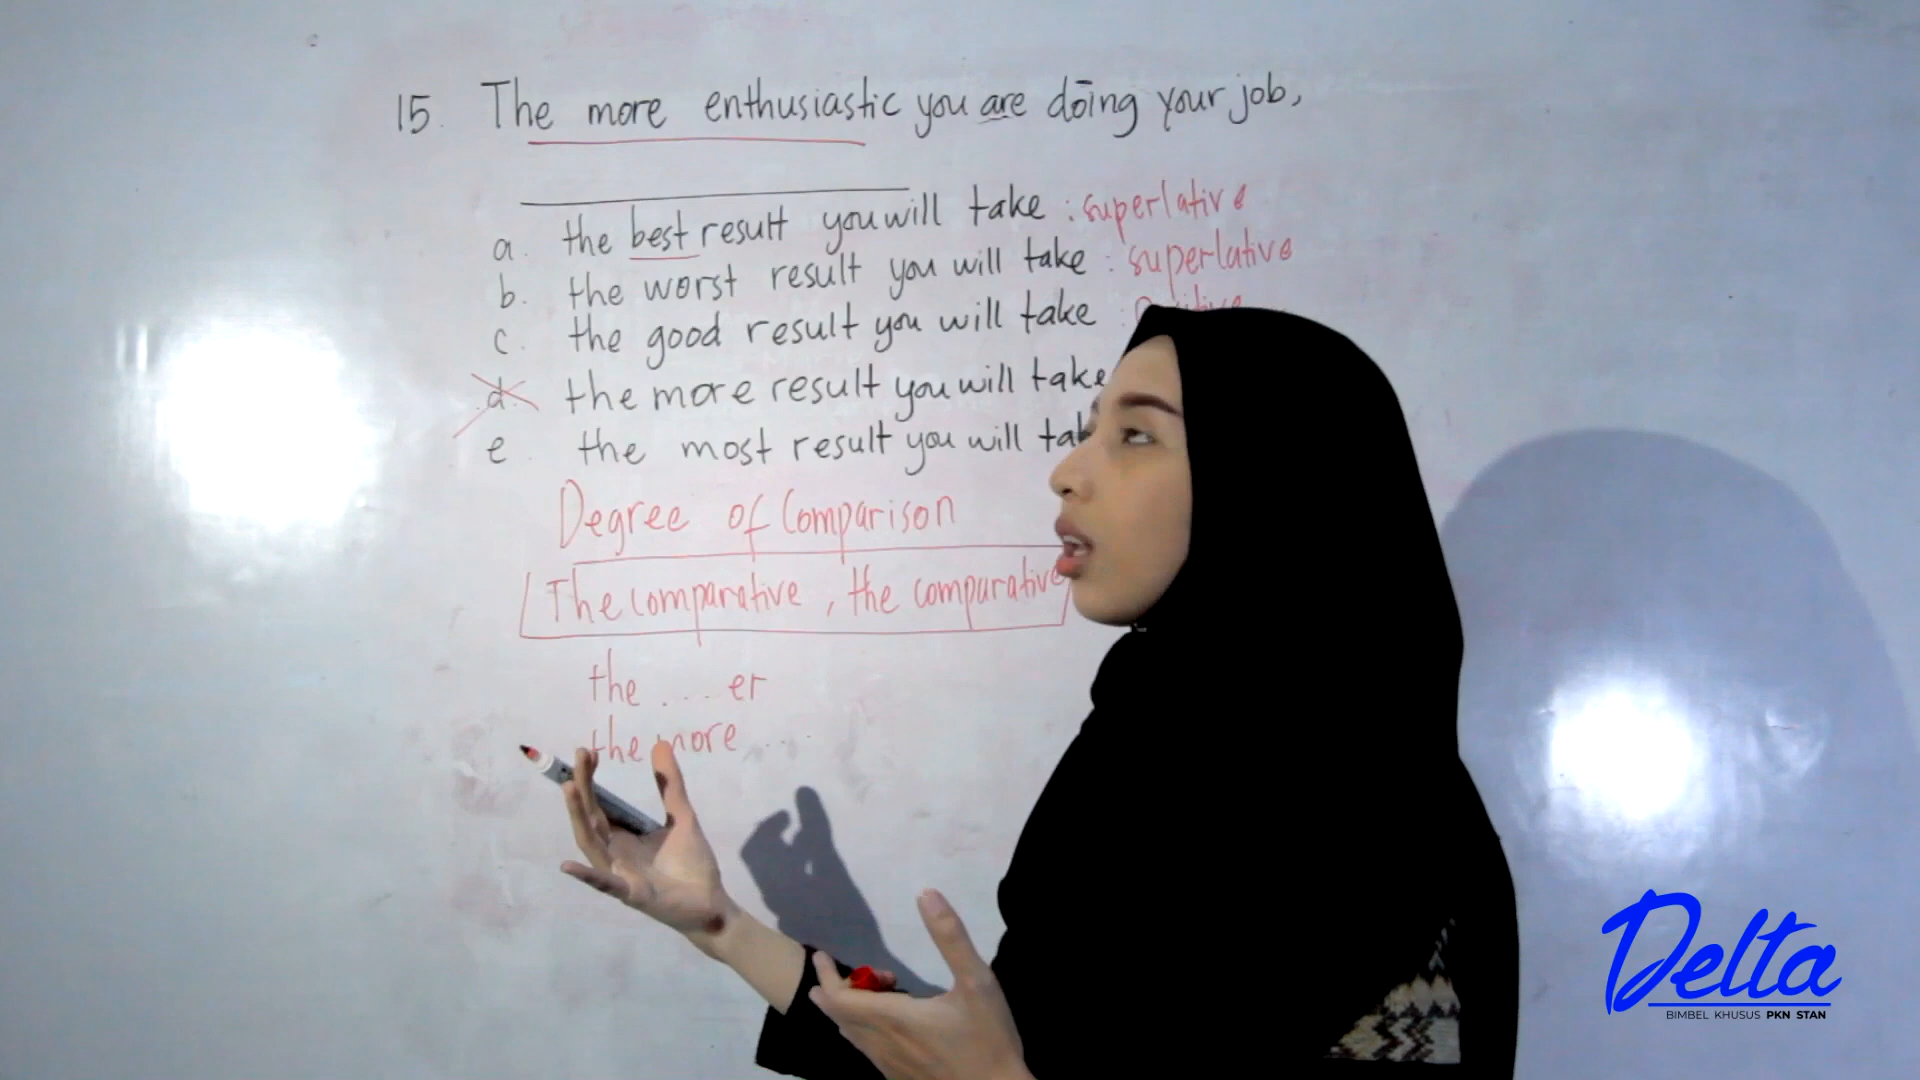 15. The more enthusiastic you are doing your job,
a. the best result you will take : superlative
b. the worst result you will take : superlative
c. the good result you will take :
d. the more result you will take
e the most result you will
Degree of Comparison
The comparative, the comparative
the .... er
the more ...
Delta
BIMBEL KHUSUS PKN STAN